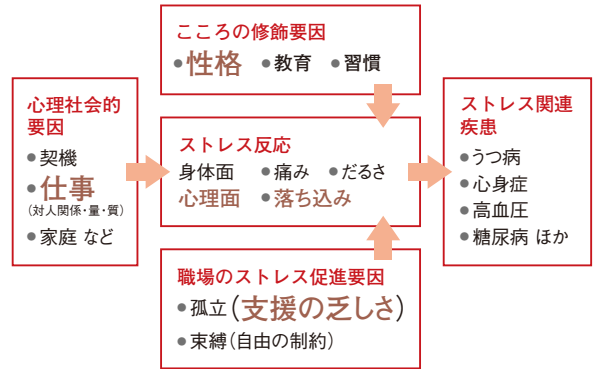 こころの修飾要因
●性格 ●教育 ●習慣
心理社会的
要因
●契機
●仕事
（対人関係・量・質）
●家庭 など
ストレス反応
身体面 ●痛み ●だるさ
心理面 ●落ち込み
職場のストレス促進要因
●孤立（支援の乏しさ）
●束縛（自由の制約）
ストレス関連
疾患
●うつ病
●心身症
●高血圧
●糖尿病 ほか